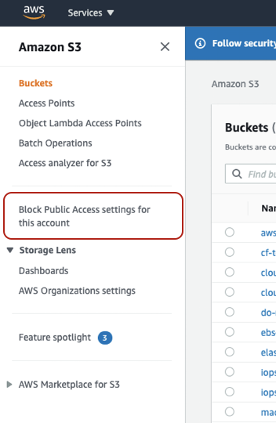 aws
Services
Amazon S3
Buckets
Access Points
Object Lambda Access Points
Batch Operations
Access analyzer for S3
Block Public Access settings for
this account
Storage Lens
Dashboards
AWS Organizations settings
Feature spotlight 3
AWS Marketplace for S3
Follow security
Amazon S3
Buckets (
Buckets are co
Find bu
Nar
aws
cf-t
clou
clou
do-
ebs
elas
iops
iops
mac